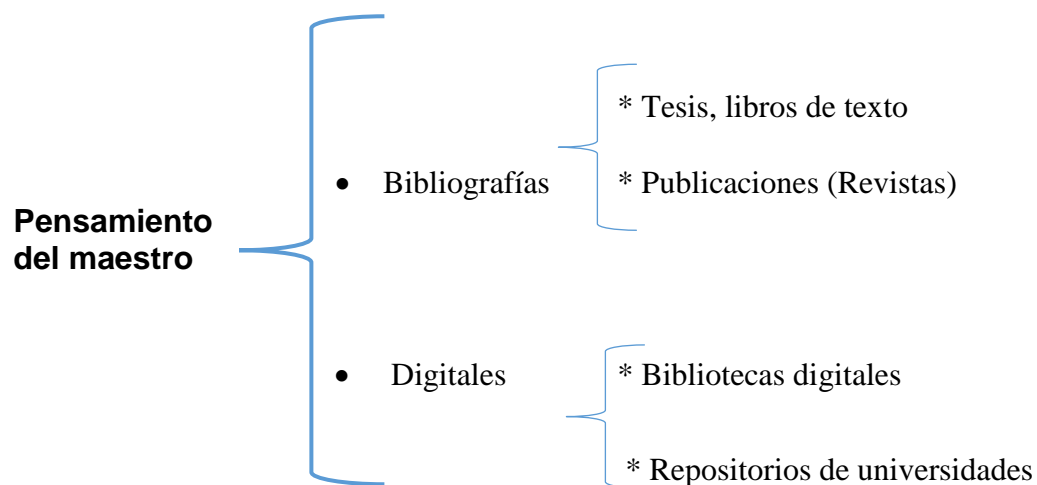 Pensamiento
del maestro
• Bibliografías
* Tesis, libros de texto
* Publicaciones (Revistas)
• Digitales
* Bibliotecas digitales
* Repositorios de universidades